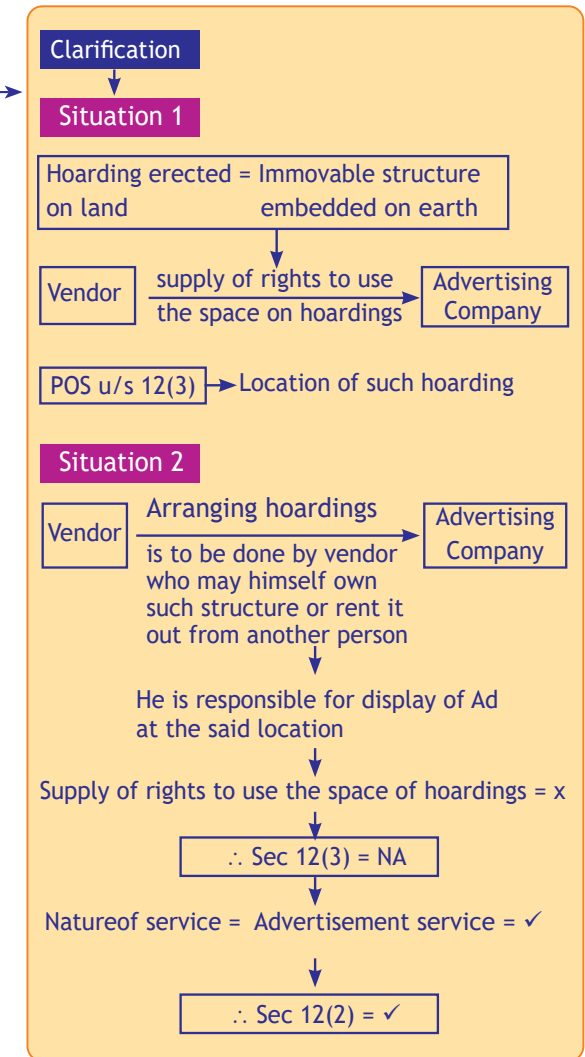 Clarification
Situation 1
Hoarding erected = Immovable structure
on land embedded on earth
Vendor
supply of rights to use
the space on hoardings
Advertising
Company
POS u/s 12(3)
Location of such hoarding
Situation 2
Vendor
Arranging hoardings
is to be done by vendor
who may himself own
such structure or rent it
out from another person
Advertising
Company
He is responsible for display of Ad
at the said location
Supply of rights to use the space of hoardings = x
∴ Sec 12(3) = NA
Natureof service = Advertisement service = ✓
∴ Sec 12(2) = ✓